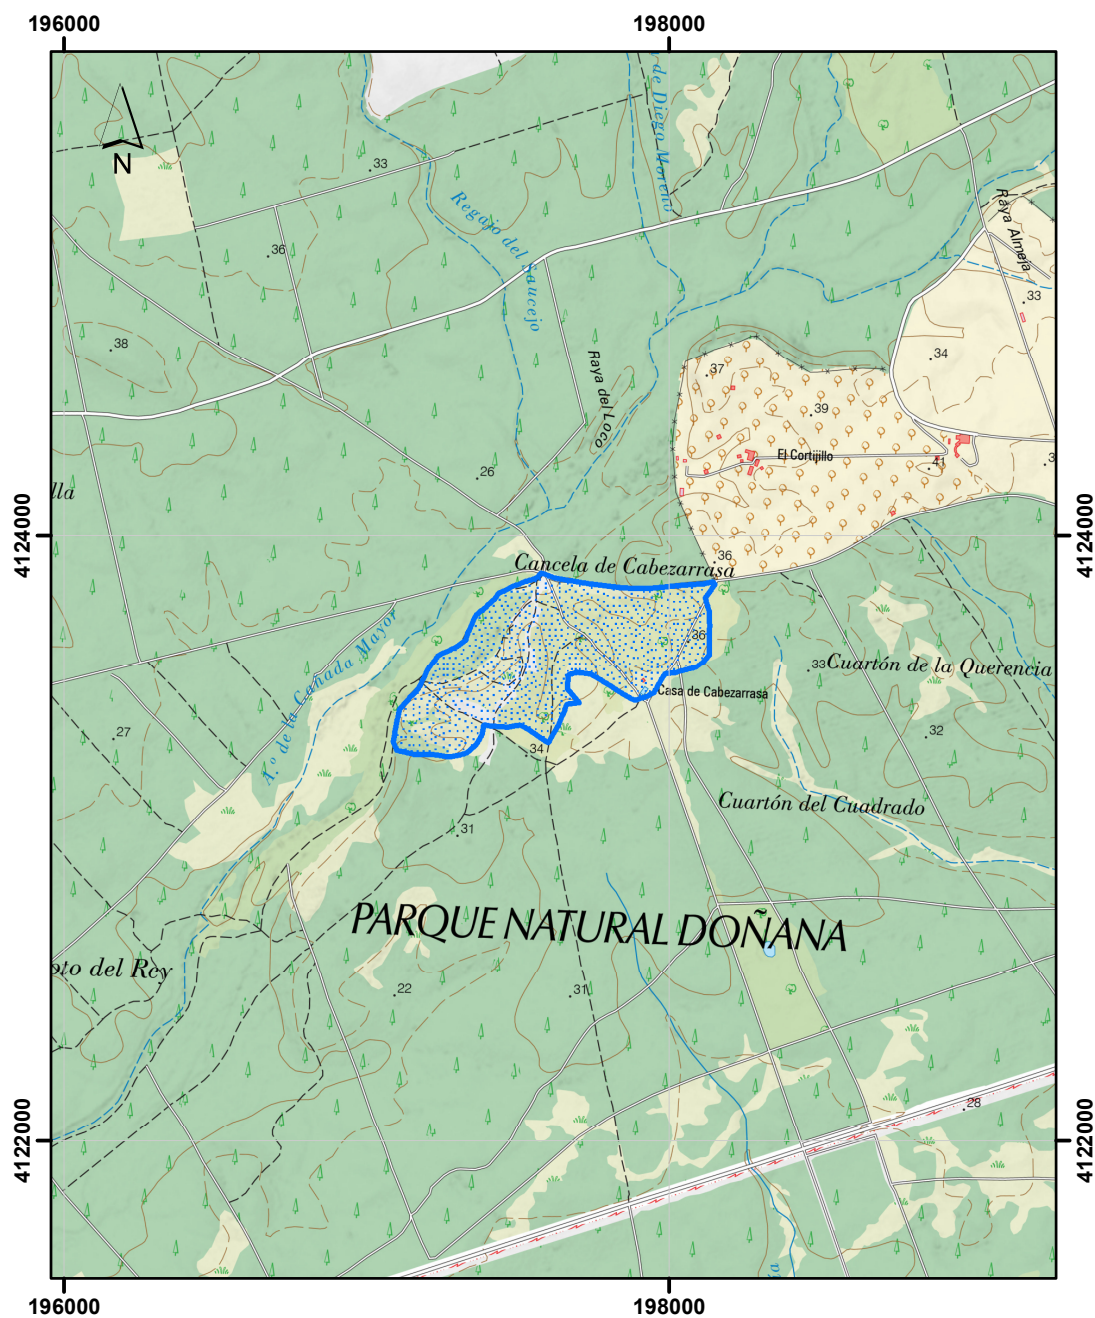 196000
198000
N
33
de Diego Moreno
Regajo del Saucejo
36
Raya Almeja
33
38
34
Raya del Loco
37
39
El Cortijillo
41
26
4124000
4124000
36
Cancela de Cabezarrasa
36
A.º de la Cañada Mayor
33
Cuartón de la Querencia
Casa de Cabezarrasa
27
32
34
Cuartón del Cuadrado
31
PARQUE NATURAL DOÑANA
oto del Rey
22
31
28
4122000
4122000
196000
198000